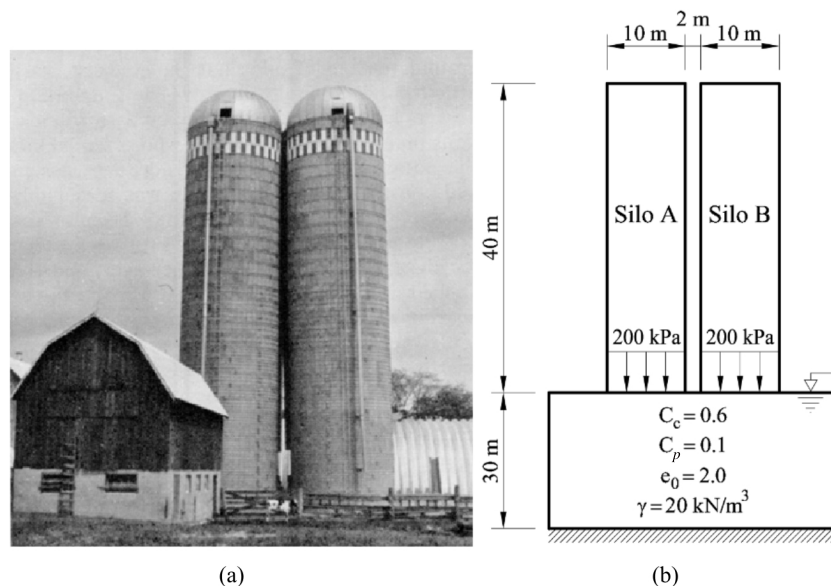 2 m
10 m 10 m
40 m
Silo A Silo B
200 kPa 200 kPa
30 m
C_c = 0.6
C_p = 0.1
e_0 = 2.0
γ = 20 kN/m³
(a) (b)